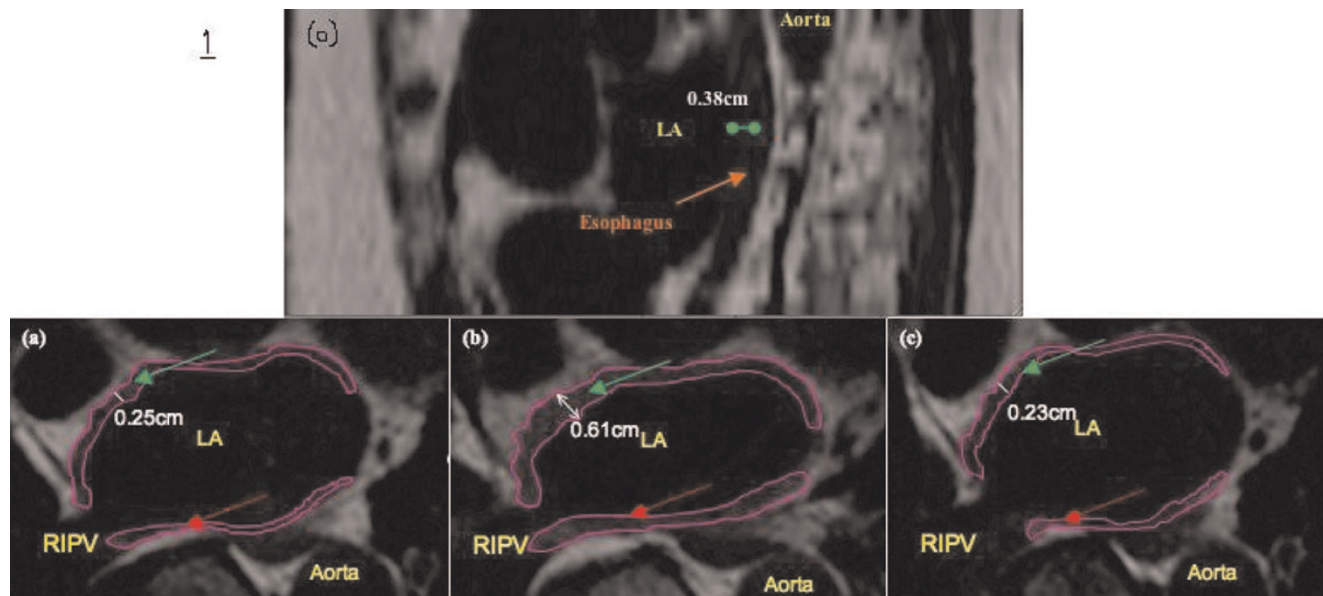 1
(a)
Aorta
0.38cm
LA
Esophagus
(a)
0.25cm
LA
RIPV
Aorta
(b)
0.61cm
LA
RIPV
Aorta
(c)
0.23cm
LA
RIPV
Aorta